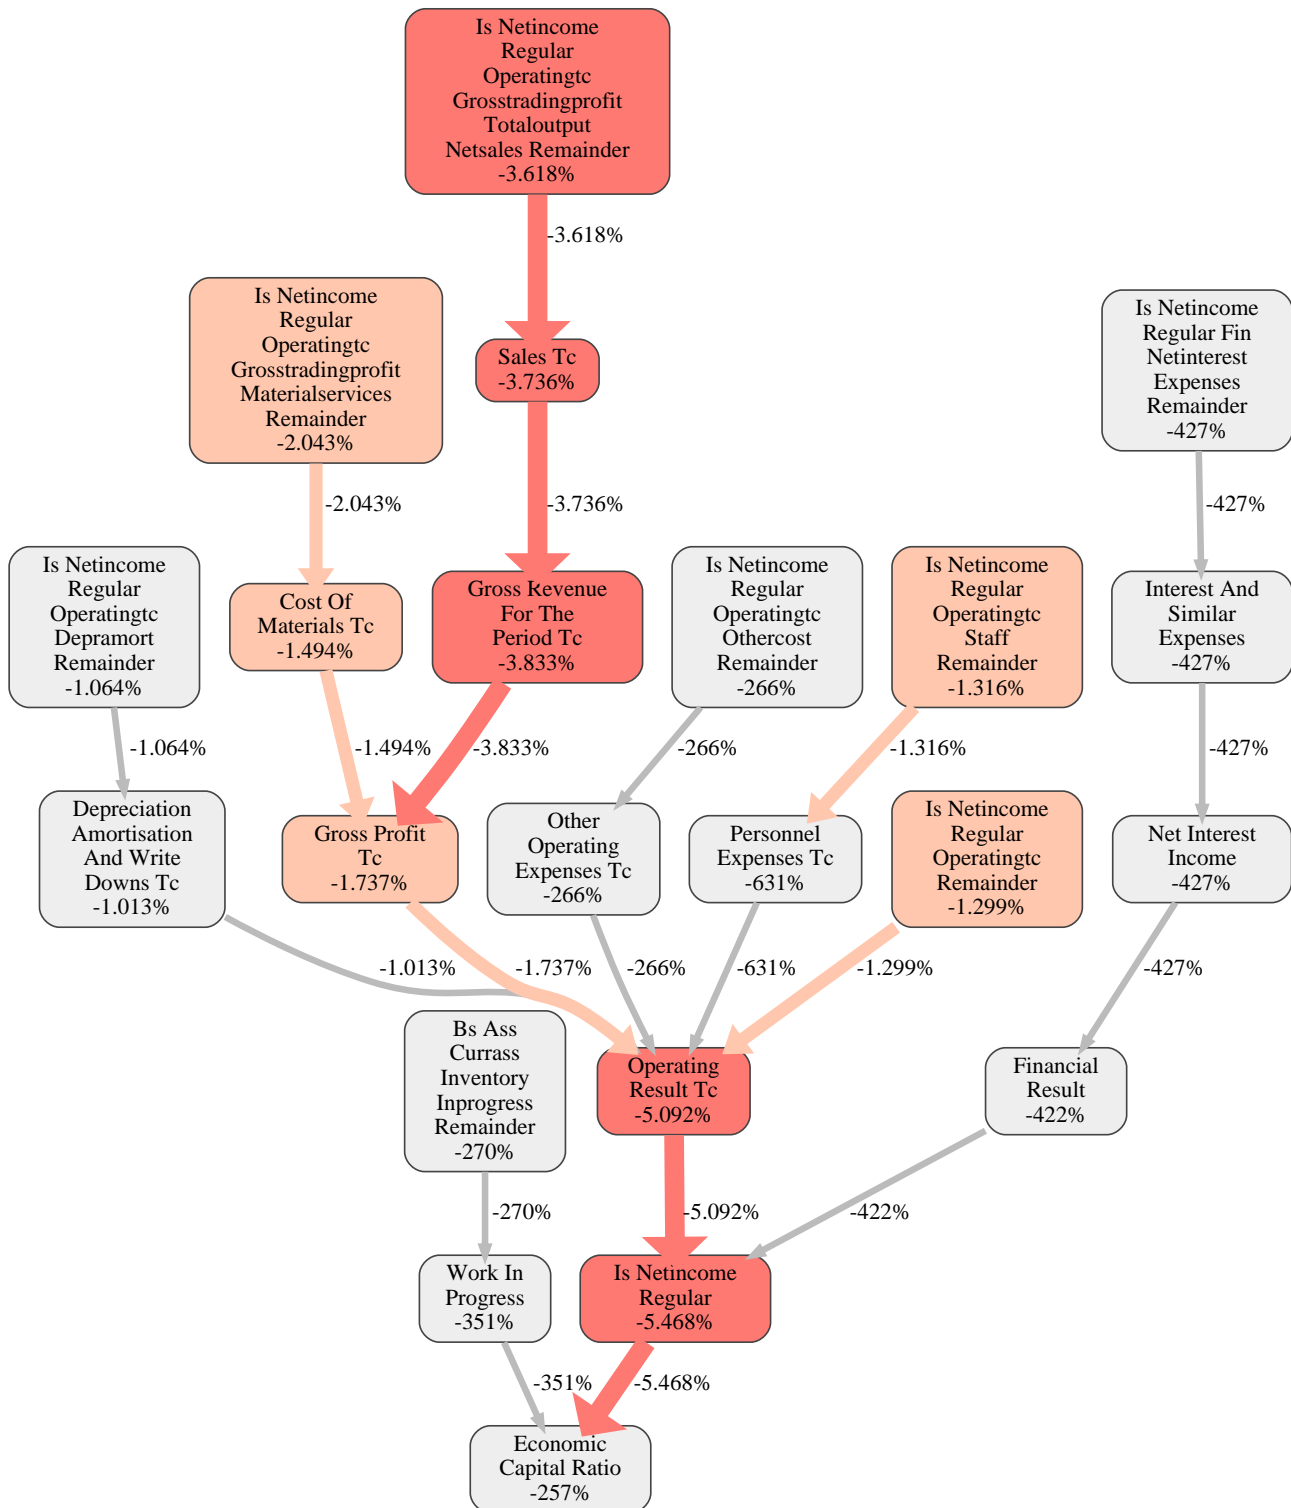 Is Netincome
Regular
Operatingtc
Grosstradingprofit
Totaloutput
Netsales Remainder
-3.618%
-3.618%
Is Netincome
Regular
Operatingtc
Grosstradingprofit
Materialservices
Remainder
-2.043%
Sales Tc
-3.736%
Is Netincome
Regular Fin
Netinterest
Expenses
Remainder
-427%
-2.043%
-3.736%
-427%
Is Netincome
Regular
Operatingtc
Depramort
Remainder
-1.064%
Cost Of
Materials Tc
-1.494%
Gross Revenue
For The
Period Tc
-3.833%
Is Netincome
Regular
Operatingtc
Othercost
Remainder
-266%
Is Netincome
Regular
Operatingtc
Staff
Remainder
-1.316%
Interest And
Similar
Expenses
-427%
-1.064%
-1.494%
-3.833%
-266%
-1.316%
-427%
Depreciation
Amortisation
And Write
Downs Tc
-1.013%
Gross Profit
Tc
-1.737%
Other
Operating
Expenses Tc
-266%
Personnel
Expenses Tc
-631%
Is Netincome
Regular
Operatingtc
Remainder
-1.299%
Net Interest
Income
-427%
-1.013%
-1.737%
-266%
-631%
-1.299%
-427%
Bs Ass
Currass
Inventory
Inprogress
Remainder
-270%
Operating
Result Tc
-5.092%
Financial
Result
-422%
-270%
-5.092%
-422%
Work In
Progress
-351%
Is Netincome
Regular
-5.468%
-351%
-5.468%
Economic
Capital Ratio
-257%